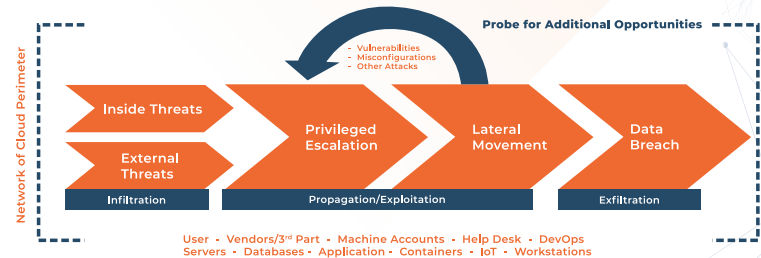 Probe for Additional Opportunities
- Vulnerabilities
- Misconfigurations
- Other Attacks
Network of Cloud Perimeter
Inside Threats
External
Threats
Privileged
Escalation
Lateral
Movement
Data
Breach
Infiltration
Propagation/Exploitation
Exfiltration
User - Vendors/3rd Part - Machine Accounts - Help Desk - DevOps
Servers - Databases - Application - Containers - IoT - Workstations